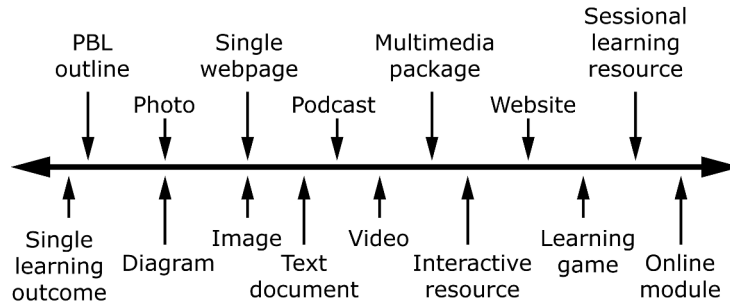 PBL
outline
Photo
Single
webpage
Podcast
Multimedia
package
Website
Sessional
learning
resource
Single
learning
outcome
Diagram
Image
Text
document
Video
Interactive
resource
Learning
game
Online
module